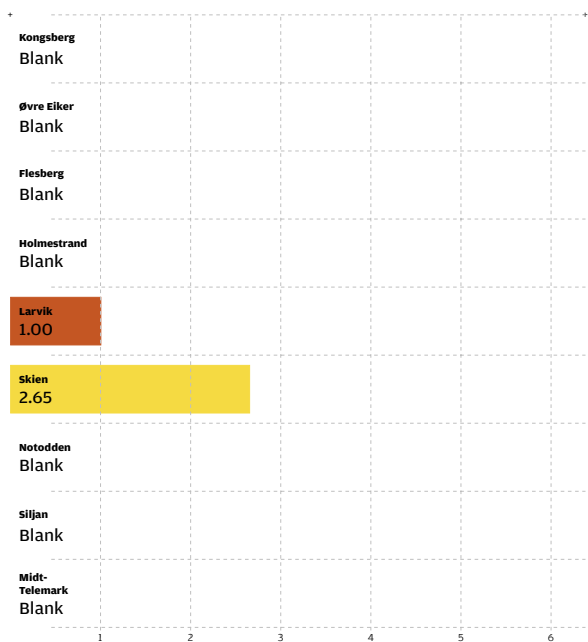 Kongsberg
Blank
Øvre Eiker
Blank
Flesberg
Blank
Holmestrand
Blank
Larvik
1.00
Skien
2.65
Notodden
Blank
Siljan
Blank
Midt-
Telemark
Blank
1 2 3 4 5 6